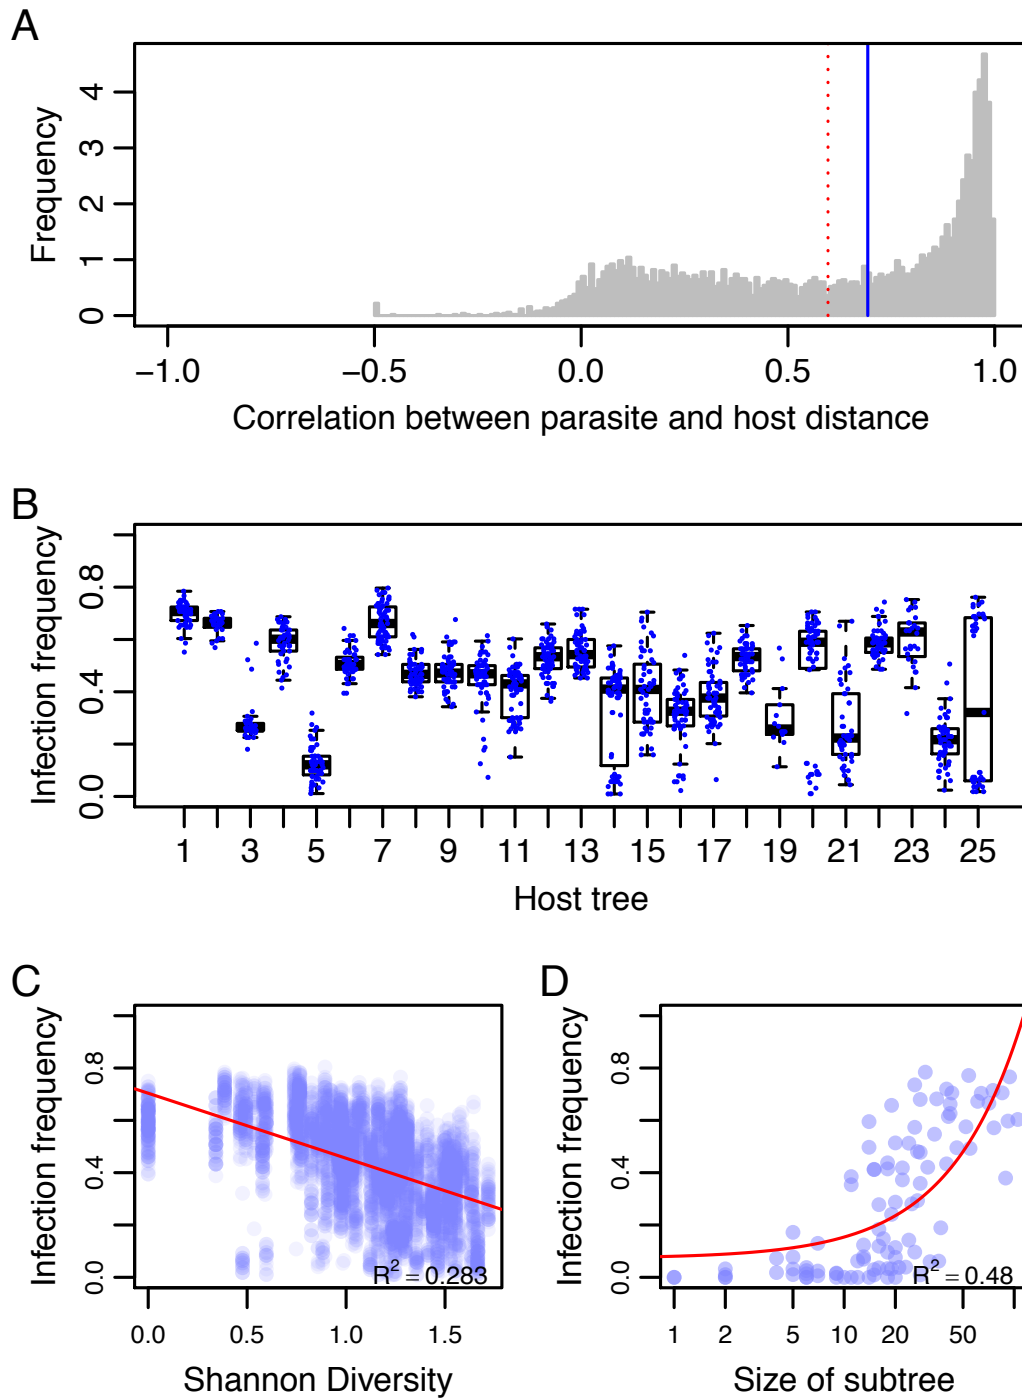 A
Frequency
0 1 2 3 4
−1.0 −0.5 0.0 0.5 1.0
Correlation between parasite and host distance
B
Infection frequency
0.0 0.4 0.8
1 3 5 7 9 11 13 15 17 19 21 23 25
Host tree
C
Infection frequency
0.0 0.4 0.8
R2 = 0.283
0.0 0.5 1.0 1.5
Shannon Diversity
D
Infection frequency
0.0 0.4 0.8
R2 = 0.48
1 2 5 10 20 50
Size of subtree